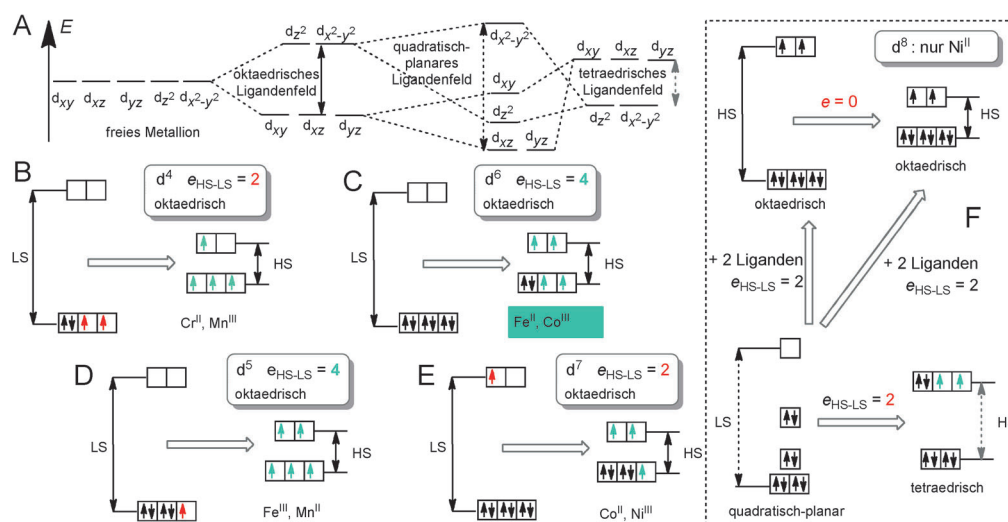 A
E
d_xy d_xz d_yz d_z² d_x²-y²
freies Metallion
d_z² d_x²-y²
oktaedrisches
Ligandenfeld
d_xy d_xz d_yz
quadratisch-
planares
Ligandenfeld
d_x²-y²
d_xy
d_z²
d_xz d_yz
d_xy d_xz d_yz
tetraedrisches
Ligandenfeld
d_z² d_x²-y²
B
d⁴ e_HS-LS = 2
oktaedrisch
LS
HS
Cr^II, Mn^III
C
d⁶ e_HS-LS = 4
oktaedrisch
LS
HS
Fe^II, Co^III
D
d⁵ e_HS-LS = 4
oktaedrisch
LS
HS
Fe^III, Mn^II
E
d⁷ e_HS-LS = 2
oktaedrisch
LS
HS
Co^II, Ni^III
d⁸: nur Ni^II
HS
e = 0
HS
oktaedrisch
oktaedrisch
F
+ 2 Liganden
e_HS-LS = 2
+ 2 Liganden
e_HS-LS = 2
LS
e_HS-LS = 2
quadratisch-planar
tetraedrisch